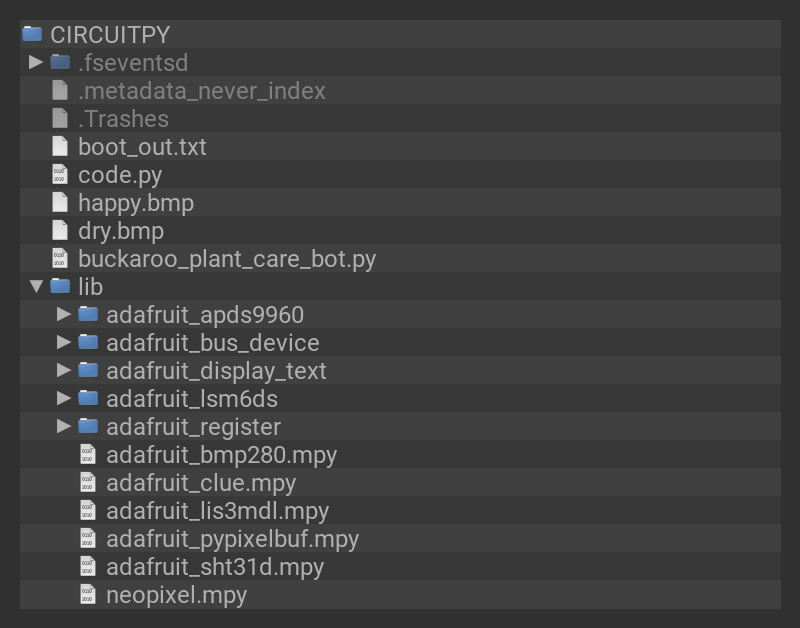 CIRCUITPY
.fseventsd
.metadata_never_index
.Trashes
boot_out.txt
code.py
happy.bmp
dry.bmp
buckaroo_plant_care_bot.py
lib
adafruit_apds9960
adafruit_bus_device
adafruit_display_text
adafruit_lsm6ds
adafruit_register
adafruit_bmp280.mpy
adafruit_clue.mpy
adafruit_lis3mdl.mpy
adafruit_pypixelbuf.mpy
adafruit_sht31d.mpy
neopixel.mpy